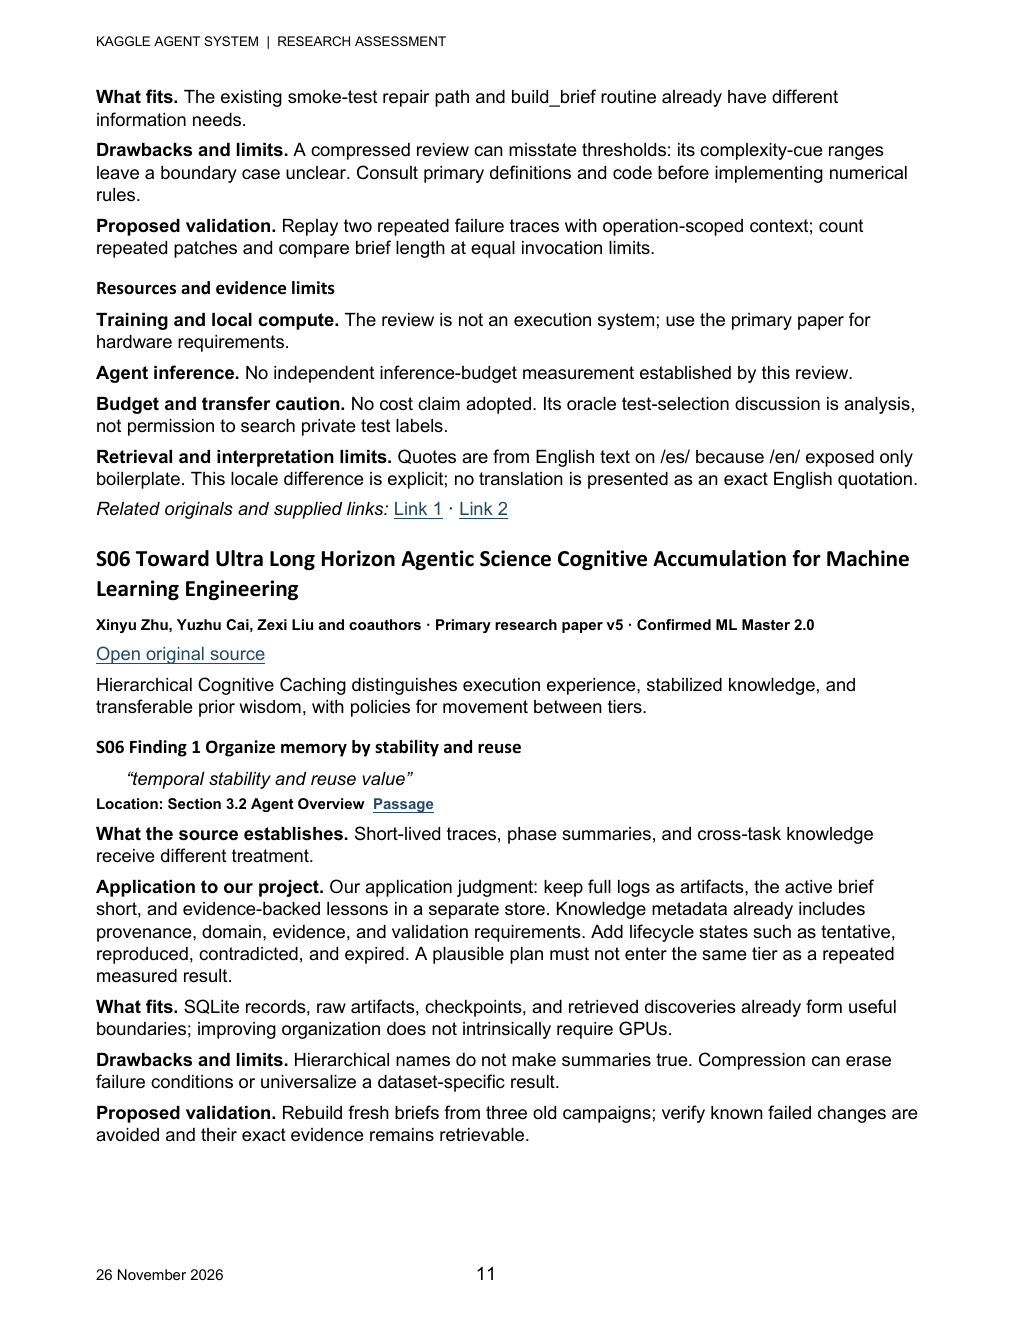 KAGGLE AGENT SYSTEM | RESEARCH ASSESSMENT
What fits. The existing smoke-test repair path and build_brief routine already have different
information needs.
Drawbacks and limits. A compressed review can misstate thresholds: its complexity-cue ranges
leave a boundary case unclear. Consult primary definitions and code before implementing numerical
rules.
Proposed validation. Replay two repeated failure traces with operation-scoped context; count
repeated patches and compare brief length at equal invocation limits.
Resources and evidence limits
Training and local compute. The review is not an execution system; use the primary paper for
hardware requirements.
Agent inference. No independent inference-budget measurement established by this review.
Budget and transfer caution. No cost claim adopted. Its oracle test-selection discussion is analysis,
not permission to search private test labels.
Retrieval and interpretation limits. Quotes are from English text on /es/ because /en/ exposed only
boilerplate. This locale difference is explicit; no translation is presented as an exact English quotation.
Related originals and supplied links: Link 1 · Link 2
S06 Toward Ultra Long Horizon Agentic Science Cognitive Accumulation for Machine
Learning Engineering
Xinyu Zhu, Yuzhu Cai, Zexi Liu and coauthors · Primary research paper v5 · Confirmed ML Master 2.0
Open original source
Hierarchical Cognitive Caching distinguishes execution experience, stabilized knowledge, and
transferable prior wisdom, with policies for movement between tiers.
S06 Finding 1 Organize memory by stability and reuse
“temporal stability and reuse value”
Location: Section 3.2 Agent Overview Passage
What the source establishes. Short-lived traces, phase summaries, and cross-task knowledge
receive different treatment.
Application to our project. Our application judgment: keep full logs as artifacts, the active brief
short, and evidence-backed lessons in a separate store. Knowledge metadata already includes
provenance, domain, evidence, and validation requirements. Add lifecycle states such as tentative,
reproduced, contradicted, and expired. A plausible plan must not enter the same tier as a repeated
measured result.
What fits. SQLite records, raw artifacts, checkpoints, and retrieved discoveries already form useful
boundaries; improving organization does not intrinsically require GPUs.
Drawbacks and limits. Hierarchical names do not make summaries true. Compression can erase
failure conditions or universalize a dataset-specific result.
Proposed validation. Rebuild fresh briefs from three old campaigns; verify known failed changes are
avoided and their exact evidence remains retrievable.
26 November 2026 11